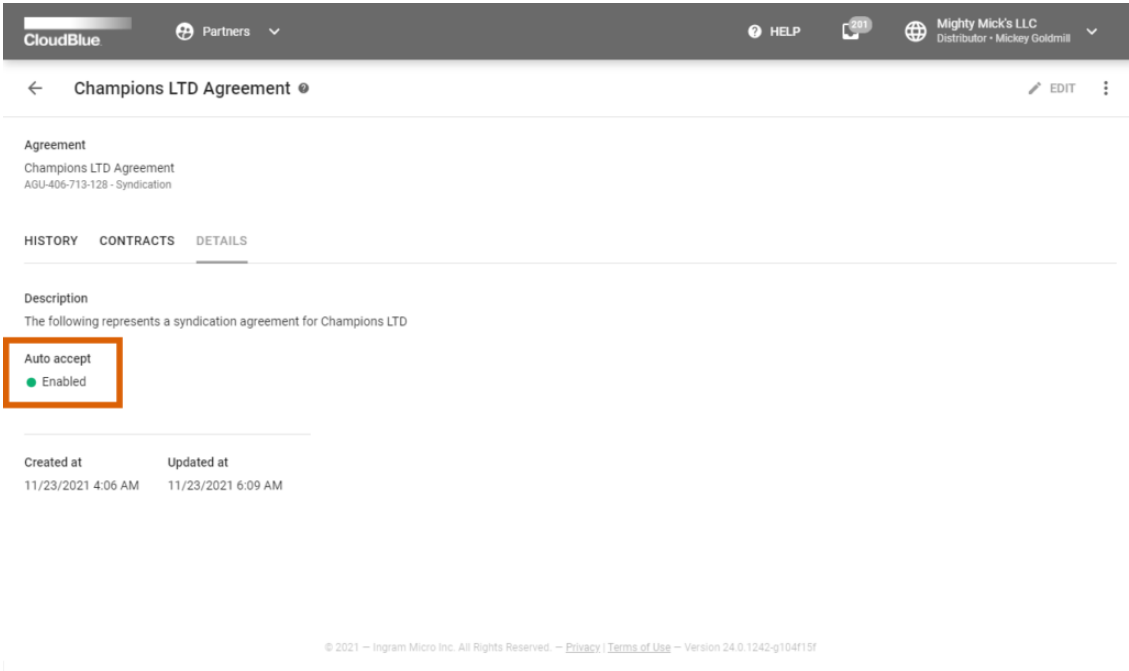 CloudBlue
Partners
HELP
201
Mighty Mick's LLC
Distributor • Mickey Goldmill
Champions LTD Agreement
EDIT
Agreement
Champions LTD Agreement
AGU-406-713-128 - Syndication
HISTORY CONTRACTS DETAILS
Description
The following represents a syndication agreement for Champions LTD
Auto accept
Enabled
Created at Updated at
11/23/2021 4:06 AM 11/23/2021 6:09 AM
© 2021 — Ingram Micro Inc. All Rights Reserved. — Privacy | Terms of Use — Version 24.0.1242-g104f15f